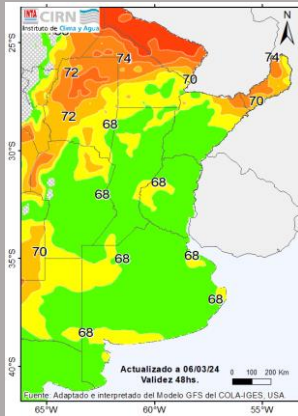 INTA CIRN
Instituto de Clima y Agua
68
25°S
74
72
74
70
70
72
68
30°S
68
68
70
35°S
68
68
68
68
40°S
Actualizado a 06/03/24
Validez 48hs.
0 100 200 Km
Fuente: Adaptado e interpretado del Modelo GFS del COLA-IGES, USA
65°W
60°W
55°W